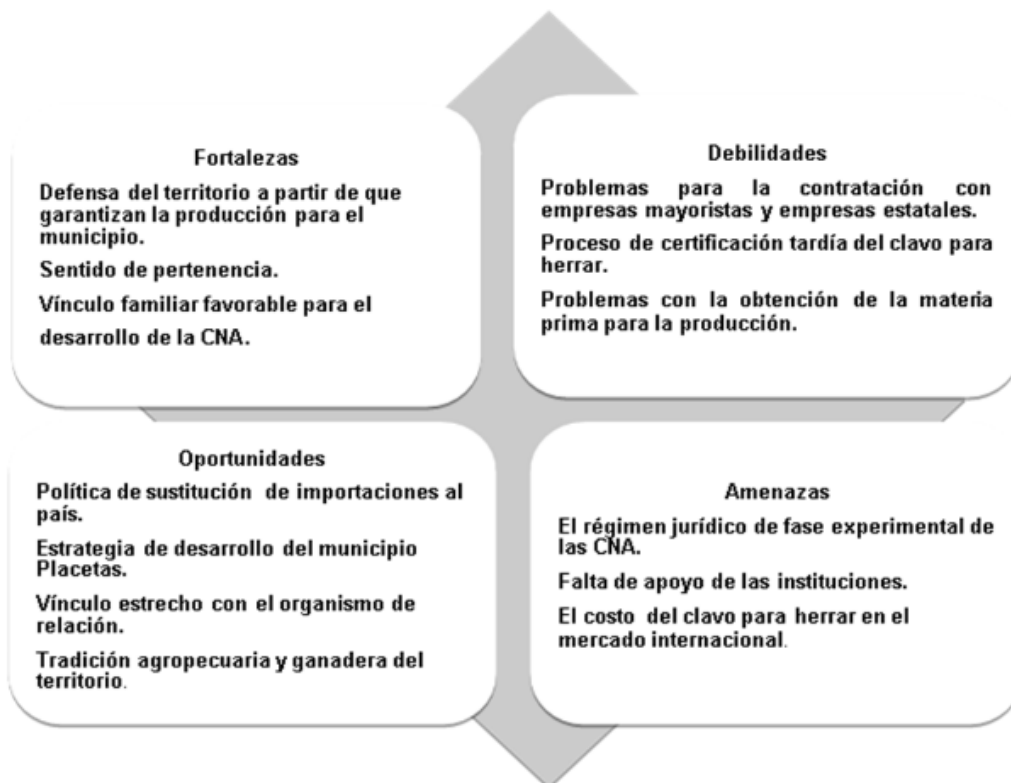 Fortalezas
Defensa del territorio a partir de que
garantizan la producción para el
municipio.
Sentido de pertenencia.
Vínculo familiar favorable para el
desarrollo de la CNA.
Debilidades
Problemas para la contratación con
empresas mayoristas y empresas estatales.
Proceso de certificación tardía del clavo para
herrar.
Problemas con la obtención de la materia
prima para la producción.
Oportunidades
Política de sustitución de importaciones al
país.
Estrategia de desarrollo del municipio
Placetas.
Vínculo estrecho con el organismo de
relación.
Tradición agropecuaria y ganadera del
territorio.
Amenazas
El régimen jurídico de fase experimental de
las CNA.
Falta de apoyo de las instituciones.
El costo del clavo para herrar en el
mercado internacional.